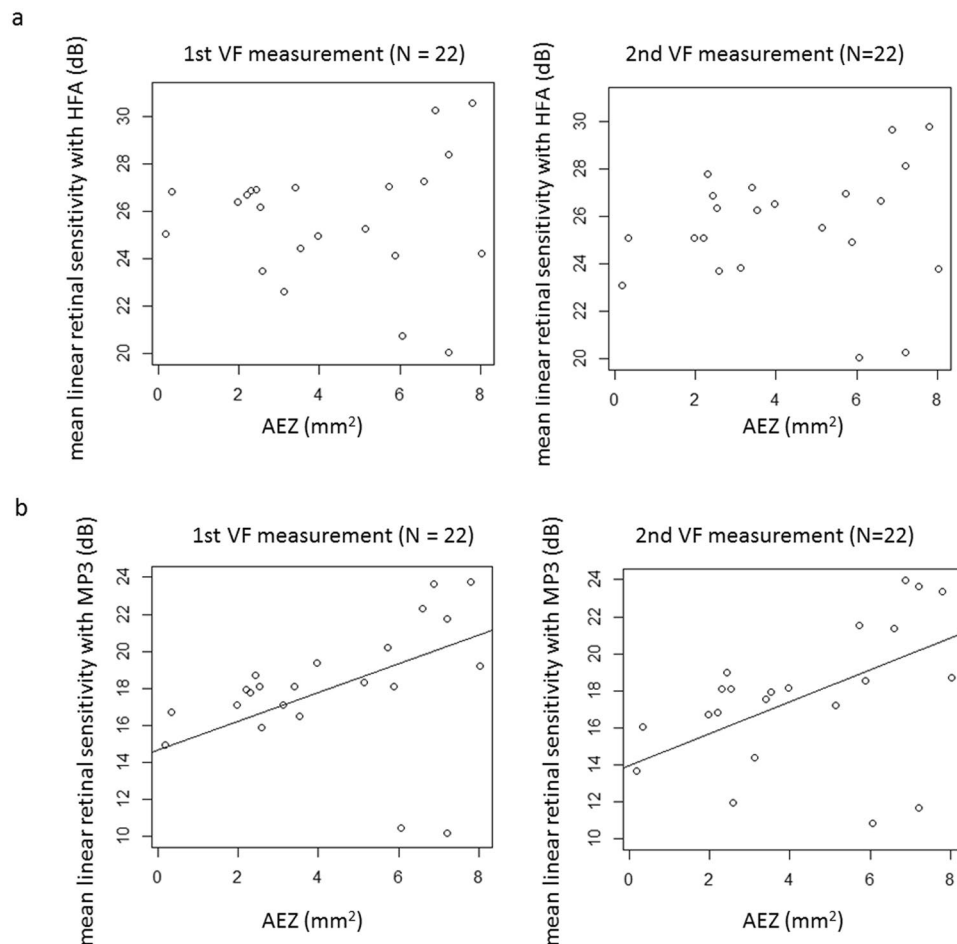 a
1st VF measurement (N = 22)
mean linear retinal sensitivity with HFA (dB)
30
28
26
24
22
20
0 2 4 6 8
AEZ (mm²)
2nd VF measurement (N=22)
mean linear retinal sensitivity with HFA (dB)
30
28
26
24
22
20
0 2 4 6 8
AEZ (mm²)
b
1st VF measurement (N = 22)
mean linear retinal sensitivity with MP3 (dB)
24
22
20
18
16
14
12
10
0 2 4 6 8
AEZ (mm²)
2nd VF measurement (N=22)
mean linear retinal sensitivity with MP3 (dB)
24
22
20
18
16
14
12
10
0 2 4 6 8
AEZ (mm²)